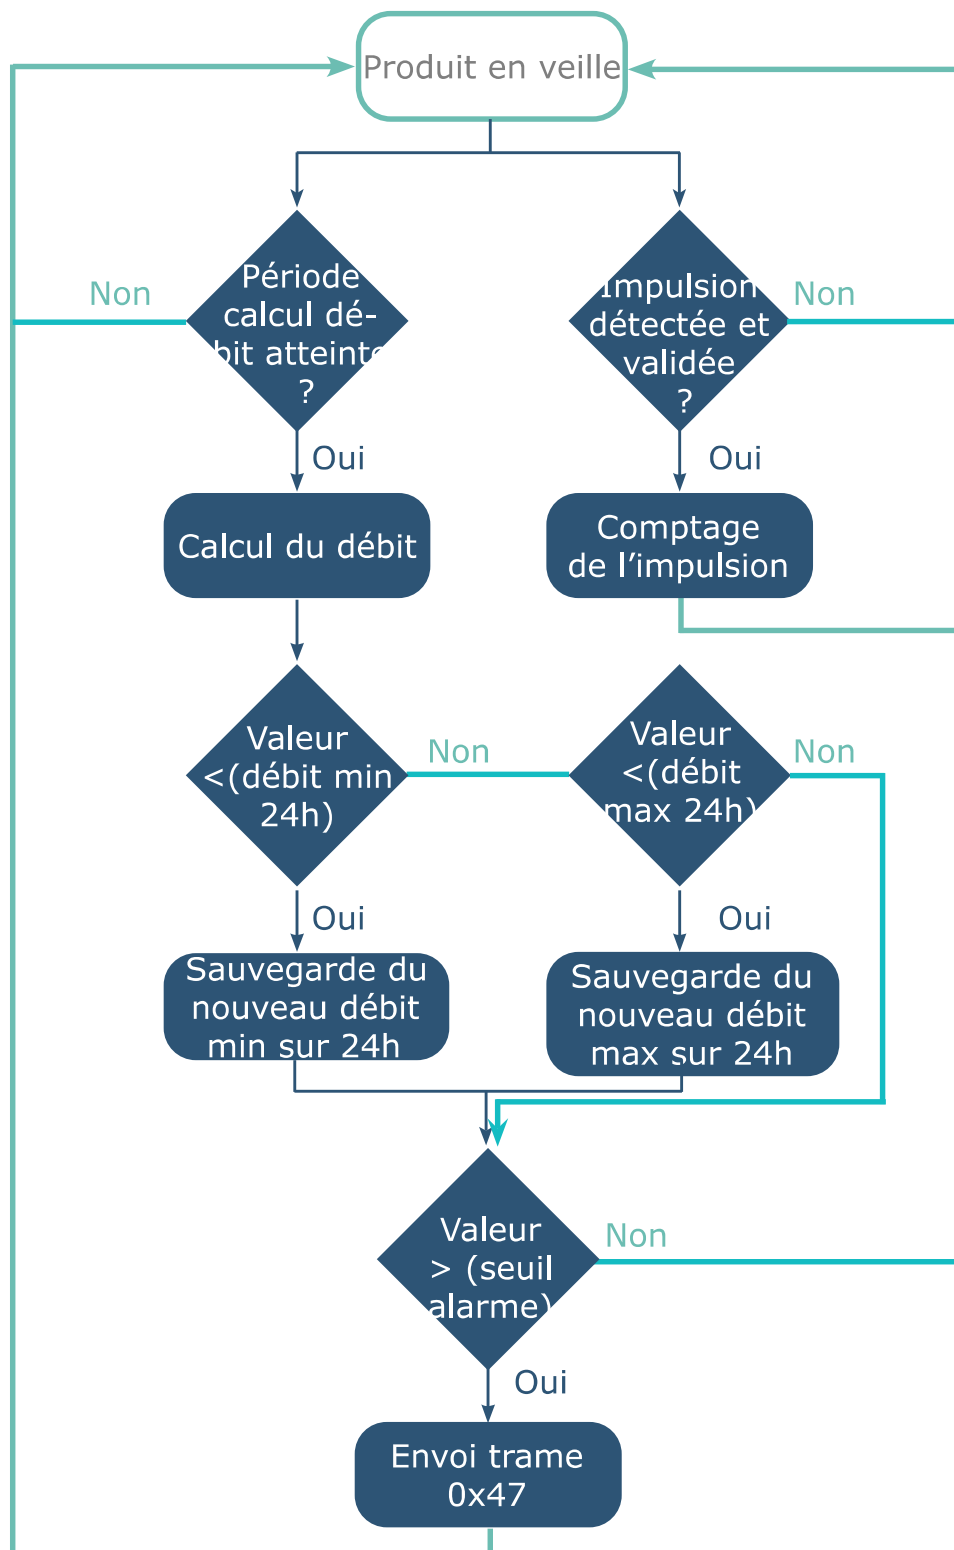 Produit en veille
Non
Période
calcul dé-
bit atteinte
?
Impulsion
détectée et
validée
?
Non
Oui
Oui
Calcul du débit
Comptage
de l’impulsion
Valeur
<(débit min
24h)
Non
Valeur
<(débit
max 24h)
Non
Oui
Oui
Sauvegarde du
nouveau débit
min sur 24h
Sauvegarde du
nouveau débit
max sur 24h
Valeur
> (seuil
alarme)
Non
Oui
Envoi trame
0x47